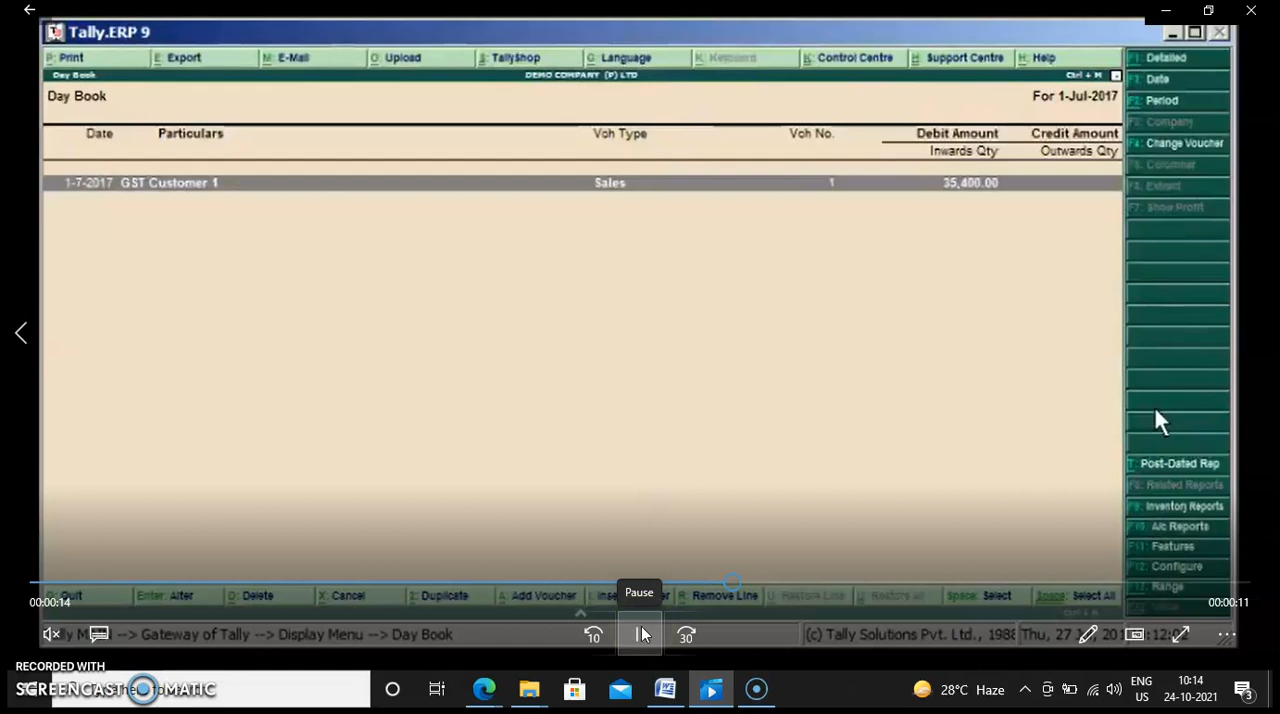 Tally.ERP 9
P: Print E: Export M: E-Mail O: Upload S: TallyShop G: Language K: Keyboard K: Control Centre H: Support Centre H: Help
Day Book DEMO COMPANY (P) LTD Ctrl + M
Day Book For 1-Jul-2017
Date Particulars Vch Type Vch No. Debit Amount Credit Amount
Inwards Qty Outwards Qty
1-7-2017 GST Customer 1 Sales 1 35,400.00
F1: Detailed
F2: Date
F2: Period
F3: Company
F4: Change Voucher
F5: Columnar
F6: Extract
F7: Show Profit
T: Post-Dated Rep
F8: Related Reports
F9: Inventory Reports
F10: A/c Reports
F11: Features
F12: Configure
F12: Range
Pause
Q: Quit Enter: Alter D: Delete X: Cancel 2: Duplicate A: Add Voucher R: Remove Line U: Restore Line U: Restore All Space: Select Space: Select All
00:00:14 00:00:11
--> Gateway of Tally --> Display Menu --> Day Book (c) Tally Solutions Pvt. Ltd., 1988
10 30
RECORDED WITH
SCREENCAST MATIC
28°C Haze ENG 10:14
US 24-10-2021 3